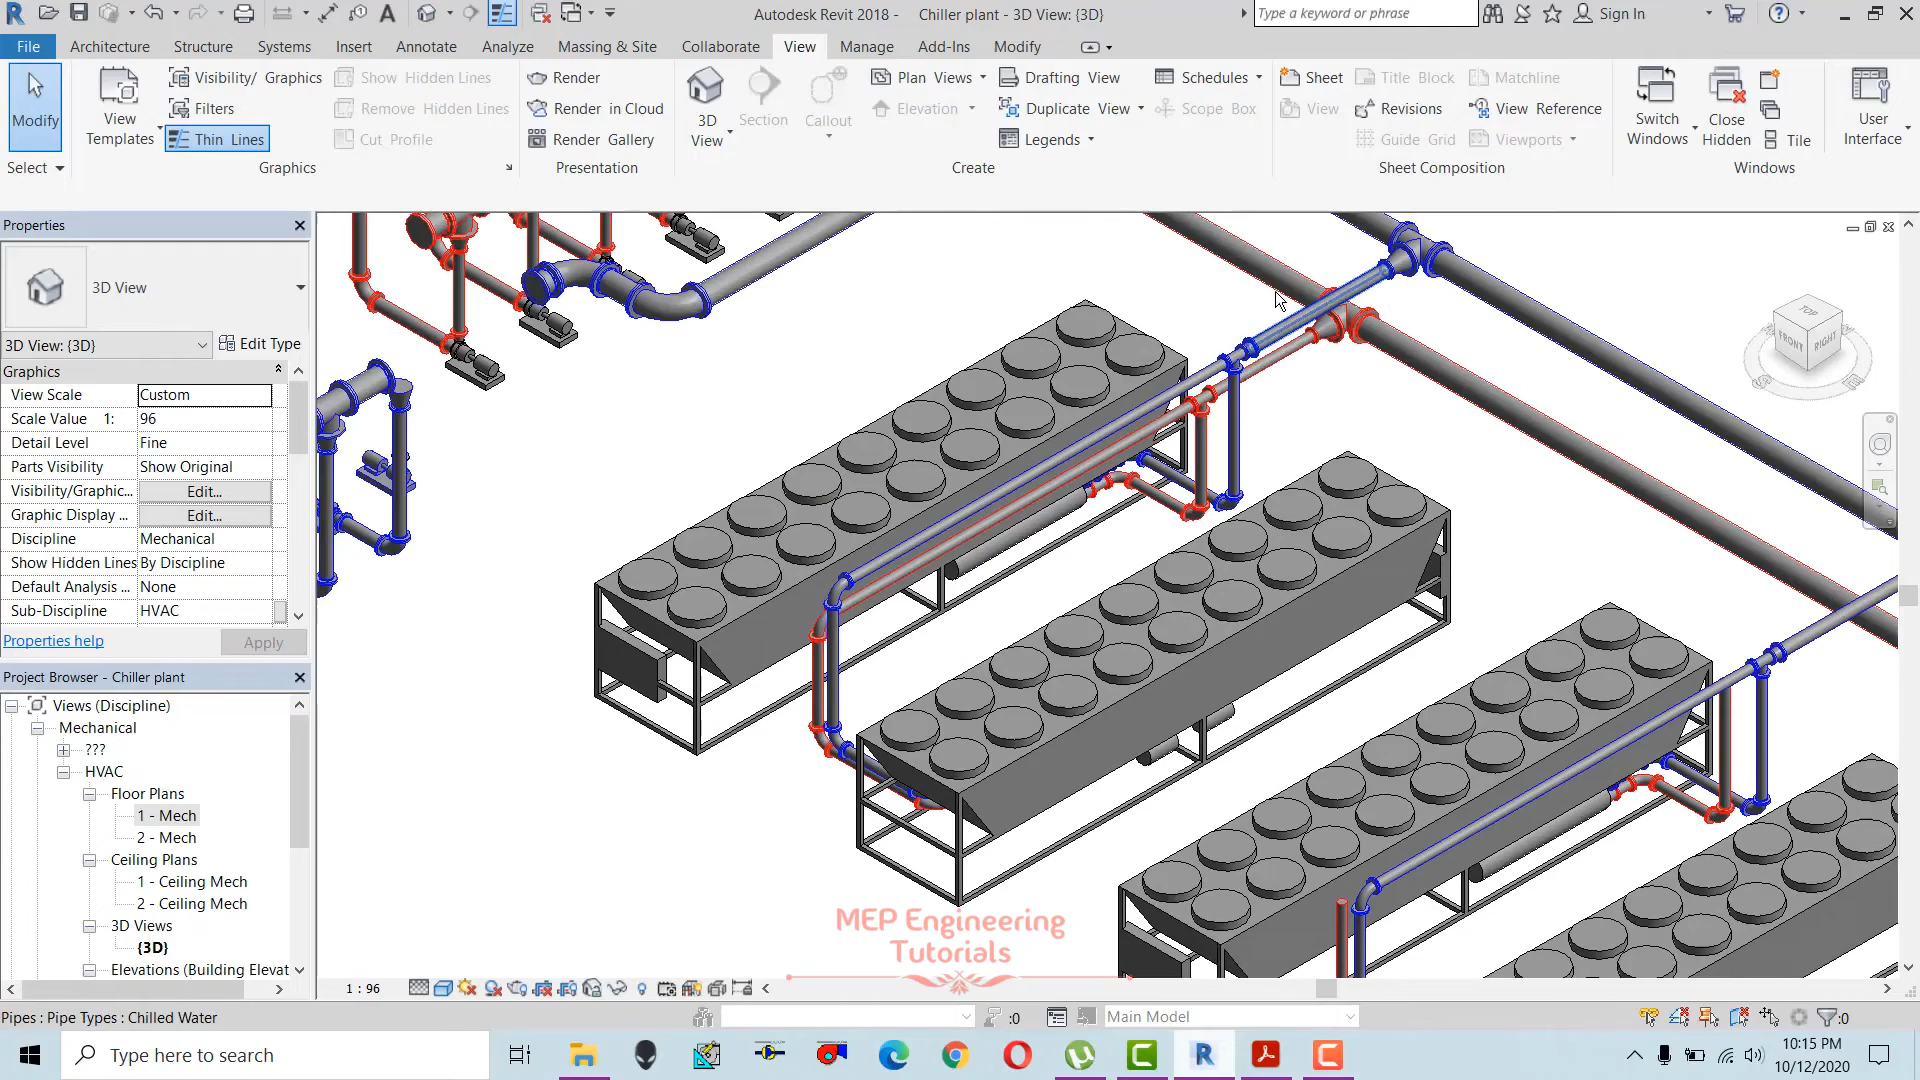 Autodesk Revit 2018 - Chiller plant - 3D View: {3D}
Type a keyword or phrase
Sign In
File Architecture Structure Systems Insert Annotate Analyze Massing & Site Collaborate View Manage Add-Ins Modify
Modify
View Templates
Visibility/ Graphics
Filters
Thin Lines
Show Hidden Lines
Remove Hidden Lines
Cut Profile
Render
Render in Cloud
Render Gallery
3D View
Section
Callout
Plan Views
Elevation
Drafting View
Duplicate View
Legends
Schedules
Scope Box
Sheet
View
Title Block
Revisions
Guide Grid
Matchline
View Reference
Viewports
Switch Windows
Close Hidden
Tile
User Interface
Select
Graphics
Presentation
Create
Sheet Composition
Windows
Properties
3D View
3D View: {3D}
Edit Type
Graphics
View Scale Custom
Scale Value 1: 96
Detail Level Fine
Parts Visibility Show Original
Visibility/Graphic... Edit...
Graphic Display ... Edit...
Discipline Mechanical
Show Hidden Lines By Discipline
Default Analysis ... None
Sub-Discipline HVAC
Properties help
Apply
Project Browser - Chiller plant
Views (Discipline)
Mechanical
???
HVAC
Floor Plans
1 - Mech
2 - Mech
Ceiling Plans
1 - Ceiling Mech
2 - Ceiling Mech
3D Views
{3D}
Elevations (Building Elevat
TOP
FRONT
RIGHT
S
E
MEP Engineering
Tutorials
1 : 96
Pipes : Pipe Types : Chilled Water
:0
Main Model
:0
Type here to search
10:15 PM
10/12/2020